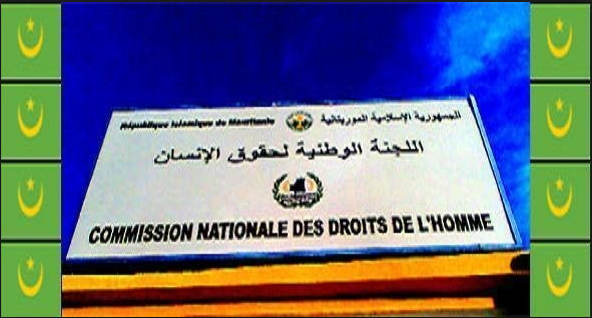 République Islamique de Mauritanie
الجمهورية الإسلامية الموريتانية
اللجنة الوطنية لحقوق الإنسان
COMMISSION NATIONALE DES DROITS DE L'HOMME